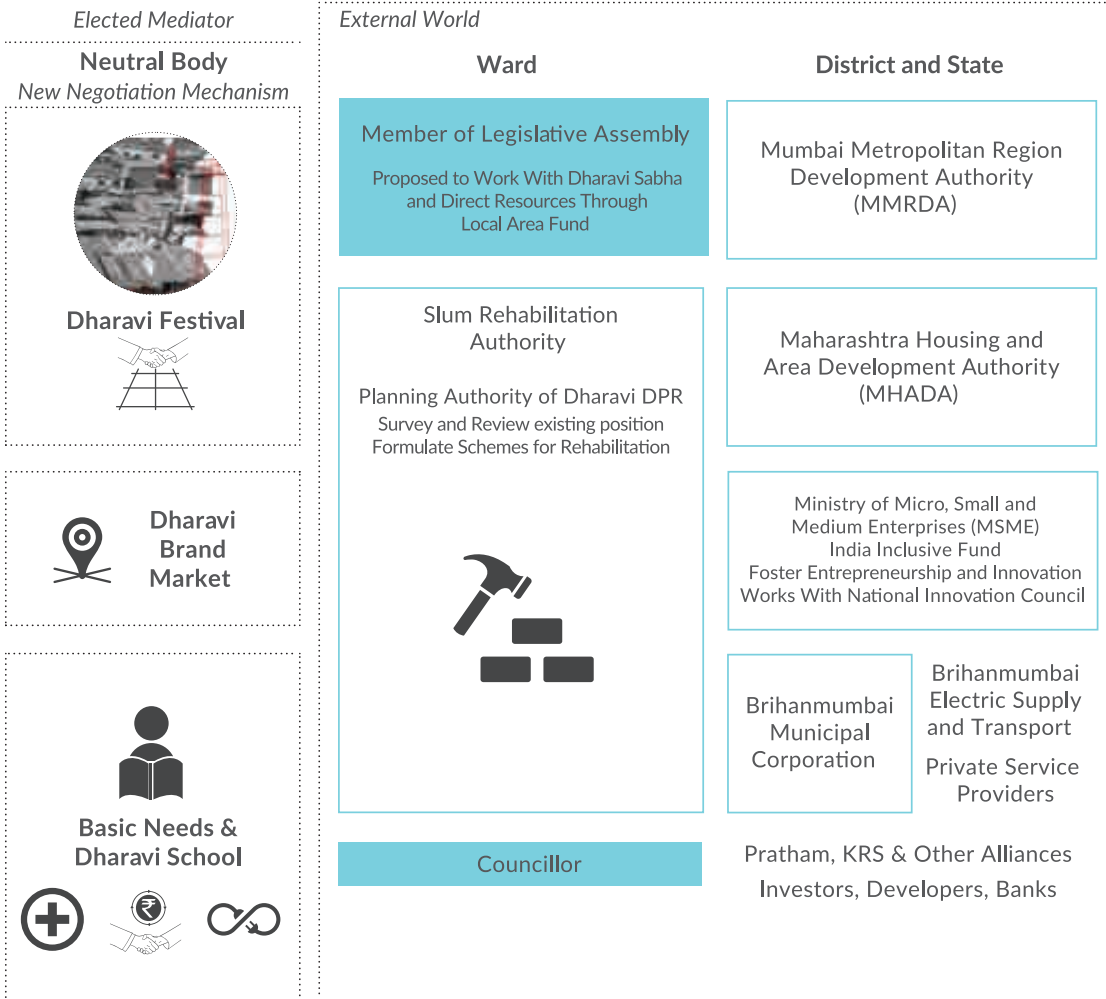 Elected Mediator
Neutral Body
New Negotiation Mechanism
Dharavi Festival
Dharavi
Brand
Market
Basic Needs &
Dharavi School
₹
External World
Ward
Member of Legislative Assembly
Proposed to Work With Dharavi Sabha
and Direct Resources Through
Local Area Fund
Slum Rehabilitation
Authority
Planning Authority of Dharavi DPR
Survey and Review existing position
Formulate Schemes for Rehabilitation
Councillor
District and State
Mumbai Metropolitan Region
Development Authority
(MMRDA)
Maharashtra Housing and
Area Development Authority
(MHADA)
Ministry of Micro, Small and
Medium Enterprises (MSME)
India Inclusive Fund
Foster Entrepreneurship and Innovation
Works With National Innovation Council
Brihanmumbai
Municipal
Corporation
Brihanmumbai
Electric Supply
and Transport
Private Service
Providers
Pratham, KRS & Other Alliances
Investors, Developers, Banks